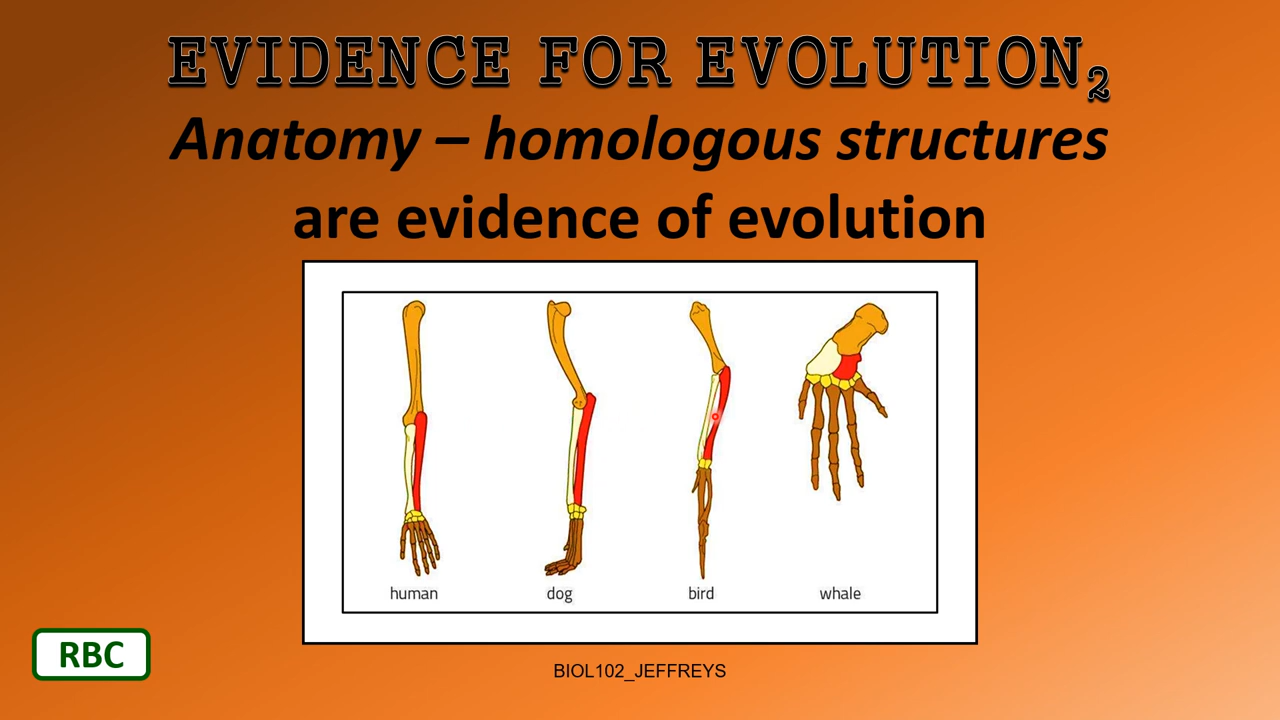 EVIDENCE FOR EVOLUTION₂
Anatomy – homologous structures
are evidence of evolution
human dog bird whale
RBC
BIOL102_JEFFREYS